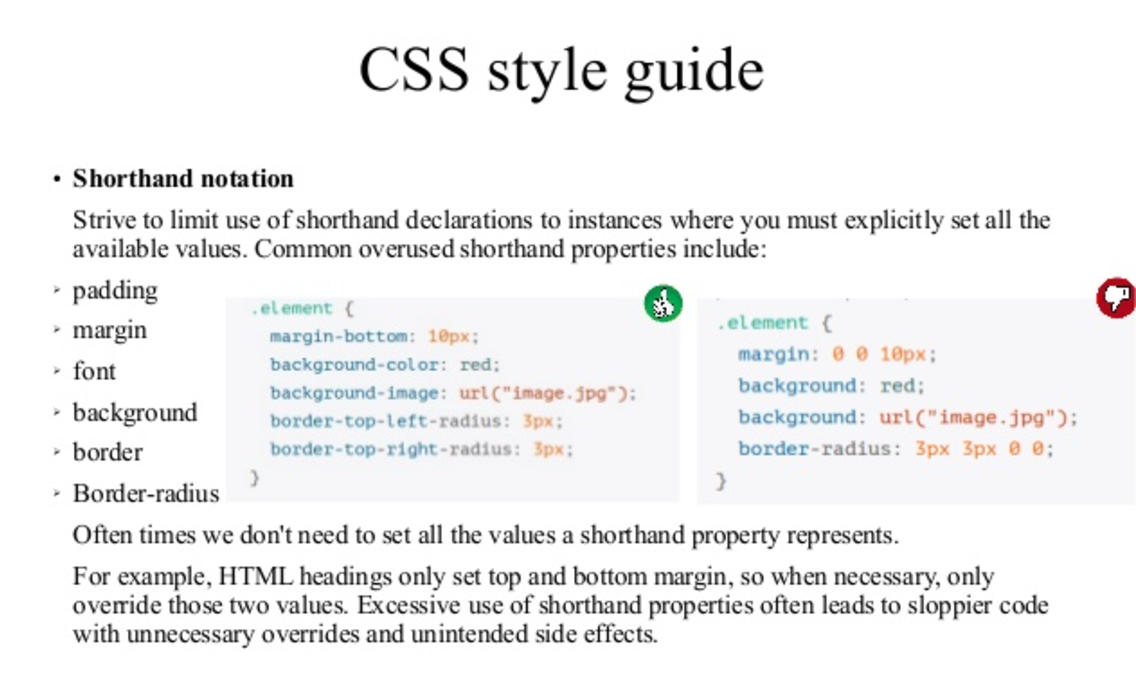 CSS style guide
• Shorthand notation
Strive to limit use of shorthand declarations to instances where you must explicitly set all the
available values. Common overused shorthand properties include:
➢ padding
➢ margin
➢ font
➢ background
➢ border
➢ Border-radius
.element {
margin-bottom: 10px;
background-color: red;
background-image: url("image.jpg");
border-top-left-radius: 3px;
border-top-right-radius: 3px;
}
.element {
margin: 0 0 10px;
background: red;
background: url("image.jpg");
border-radius: 3px 3px 0 0;
}
Often times we don't need to set all the values a shorthand property represents.
For example, HTML headings only set top and bottom margin, so when necessary, only
override those two values. Excessive use of shorthand properties often leads to sloppier code
with unnecessary overrides and unintended side effects.